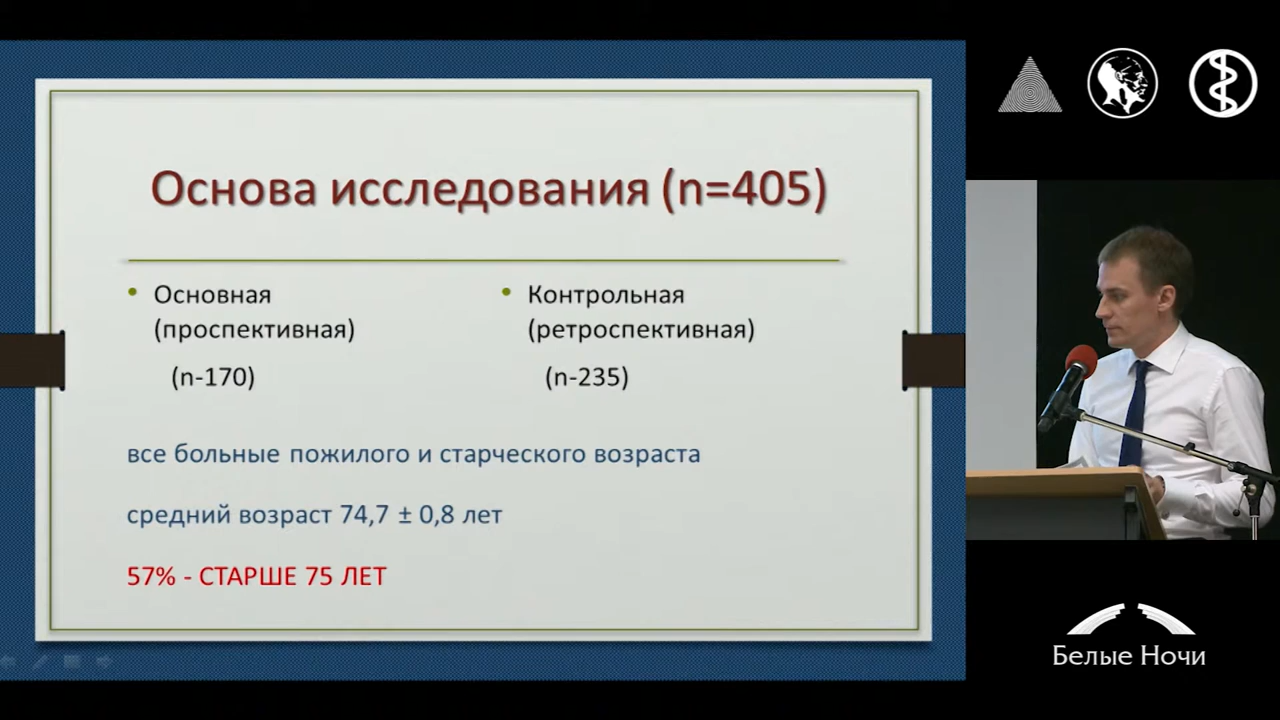 Основа исследования (n=405)
Основная
(проспективная)
(n-170)
Контрольная
(ретроспективная)
(n-235)
все больные пожилого и старческого возраста
средний возраст 74,7 ± 0,8 лет
57% - СТАРШЕ 75 ЛЕТ
Белые Ночи